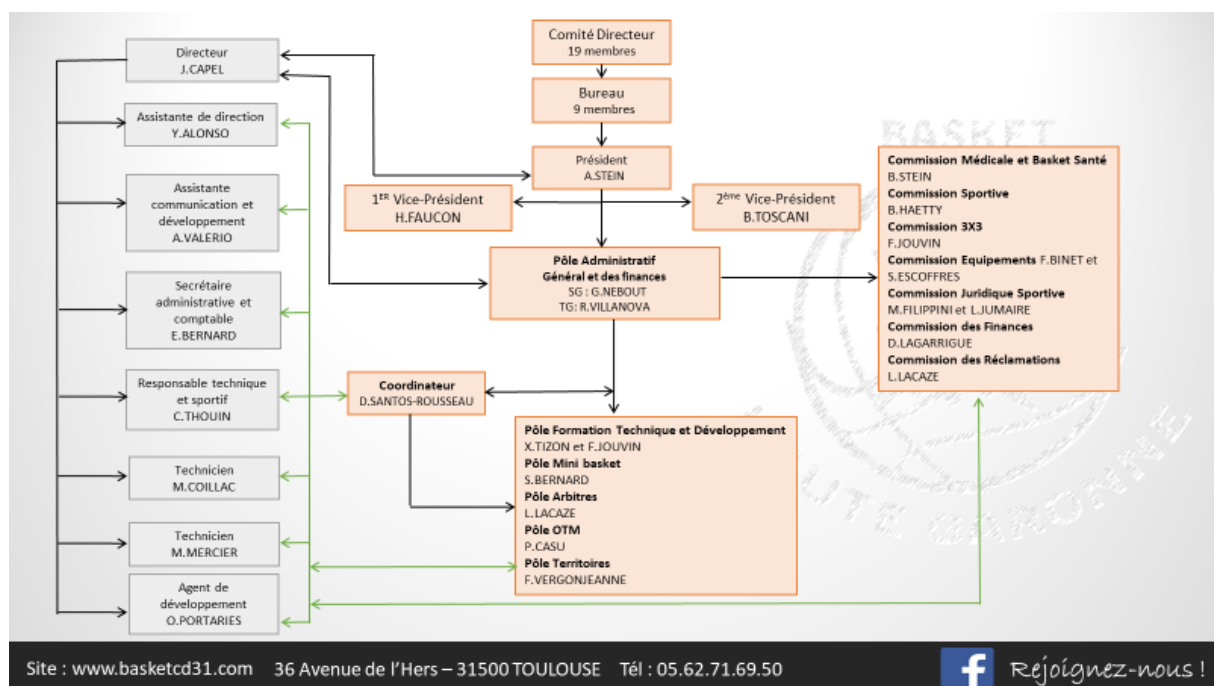 Comité Directeur
19 membres
Bureau
9 membres
Président
A.STEIN
1ER Vice-Président
H.FAUCON
2ème Vice-Président
B.TOSCANI
Pôle Administratif
Général et des finances
SG : G.NEBOUT
TG: R.VILLANOVA
Coordinateur
D.SANTOS-ROUSSEAU
Pôle Formation Technique et Développement
X.TIZON et F.JOUVIN
Pôle Mini basket
S.BERNARD
Pôle Arbitres
L.LACAZE
Pôle OTM
P.CASU
Pôle Territoires
F.VERGONJEANNE
Directeur
J.CAPEL
Assistante de direction
Y.ALONSO
Assistante
communication et
développement
A.VALERIO
Secrétaire
administrative et
comptable
E.BERNARD
Responsable technique
et sportif
C.THOUIN
Technicien
M.COILLAC
Technicien
M.MERCIER
Agent de
développement
O.PORTARIES
BASKET
Commission Médicale et Basket Santé
B.STEIN
Commission Sportive
B.HAETTY
Commission 3X3
F.JOUVIN
Commission Equipements F.BINET et
S.ESCOFFRES
Commission Juridique Sportive
M.FILIPPINI et L.JUMAIRE
Commission des Finances
D.LAGARRIGUE
Commission des Réclamations
L.LACAZE
UTE GARONNE
Site : www.basketcd31.com 36 Avenue de l'Hers – 31500 TOULOUSE Tél : 05.62.71.69.50
f Rejoignez-nous !